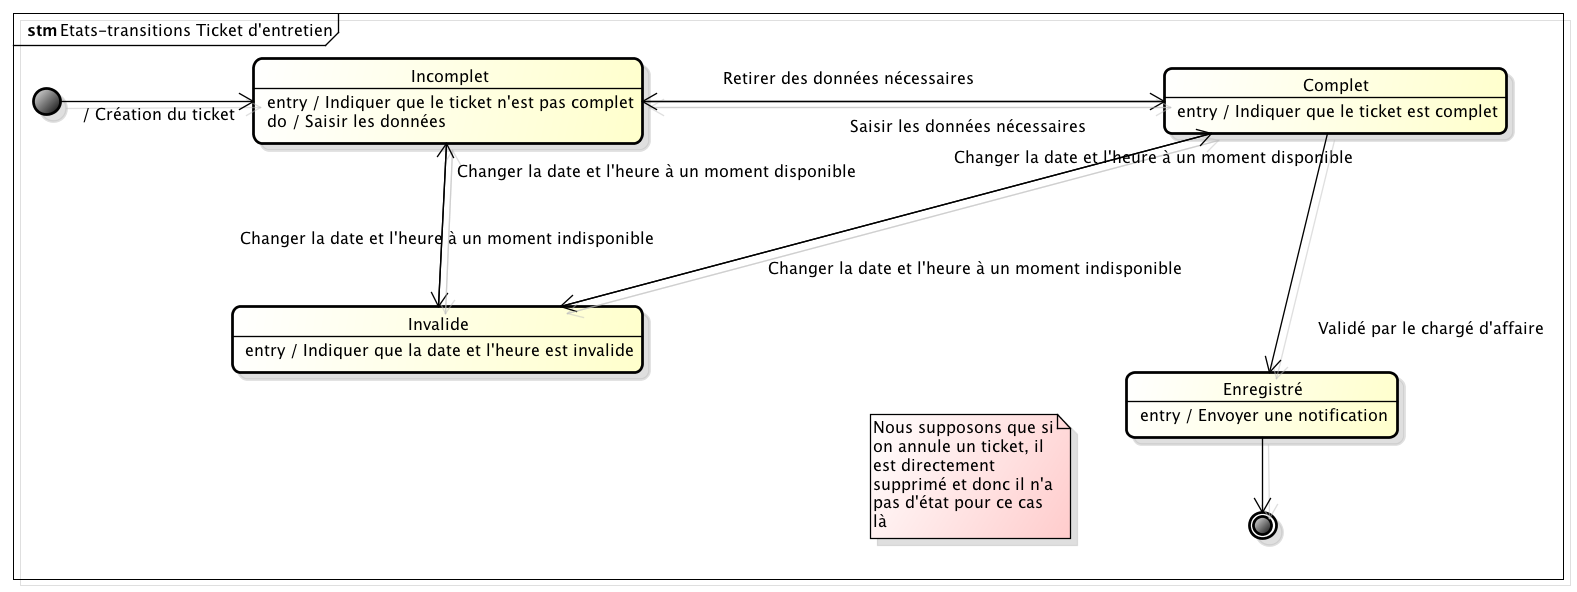 stm Etats-transitions Ticket d'entretien
Incomplet
entry / Indiquer que le ticket n'est pas complet
do / Saisir les données
/ Création du ticket
Retirer des données nécessaires
Saisir les données nécessaires
Complet
entry / Indiquer que le ticket est complet
Changer la date et l'heure à un moment disponible
Changer la date et l'heure à un moment disponible
Changer la date et l'heure à un moment indisponible
Changer la date et l'heure à un moment indisponible
Invalide
entry / Indiquer que la date et l'heure est invalide
Validé par le chargé d'affaire
Enregistré
entry / Envoyer une notification
Nous supposons que si
on annule un ticket, il
est directement
supprimé et donc il n'a
pas d'état pour ce cas
là